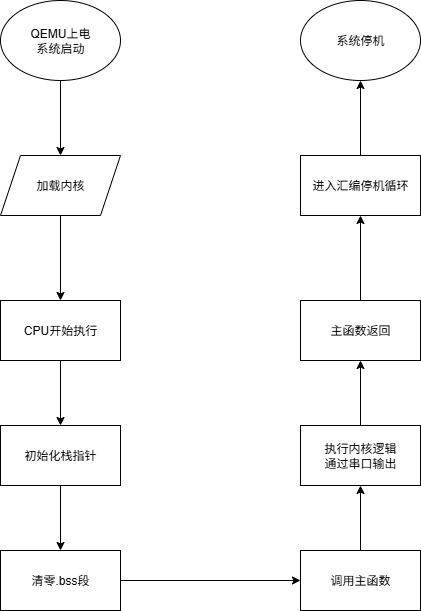 QEMU上电
系统启动
加载内核
CPU开始执行
初始化栈指针
清零.bss段
调用主函数
执行内核逻辑
通过串口输出
主函数返回
进入汇编停机循环
系统停机